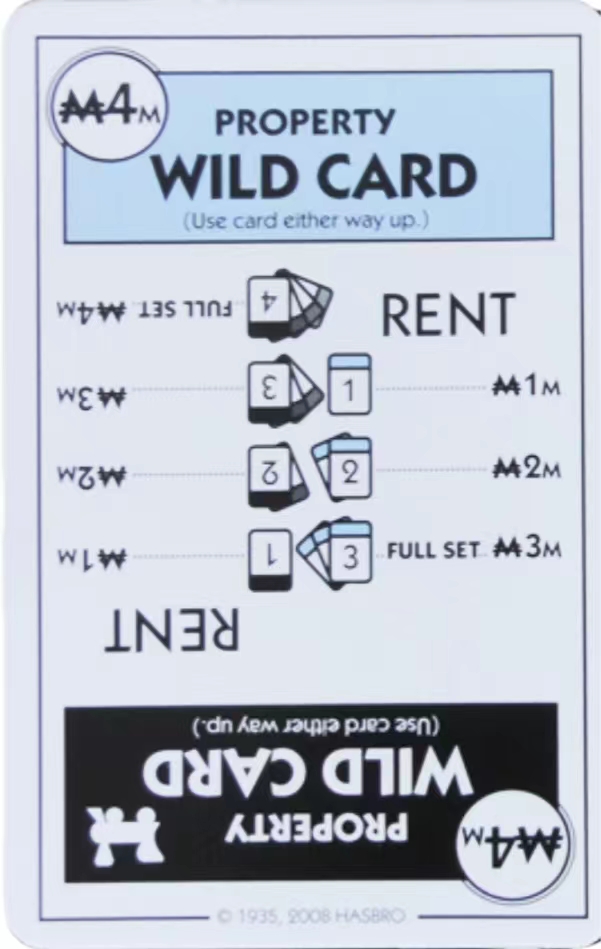 ₩4M
PROPERTY
WILD CARD
(Use card either way up.)
RENT
1 ₩1M
2 ₩2M
3 FULL SET ₩3M
₩4M
PROPERTY
WILD CARD
(Use card either way up.)
RENT
1 ₩1M
2 ₩2M
3 ₩3M
4 FULL SET ₩4M
© 1935, 2008 HASBRO